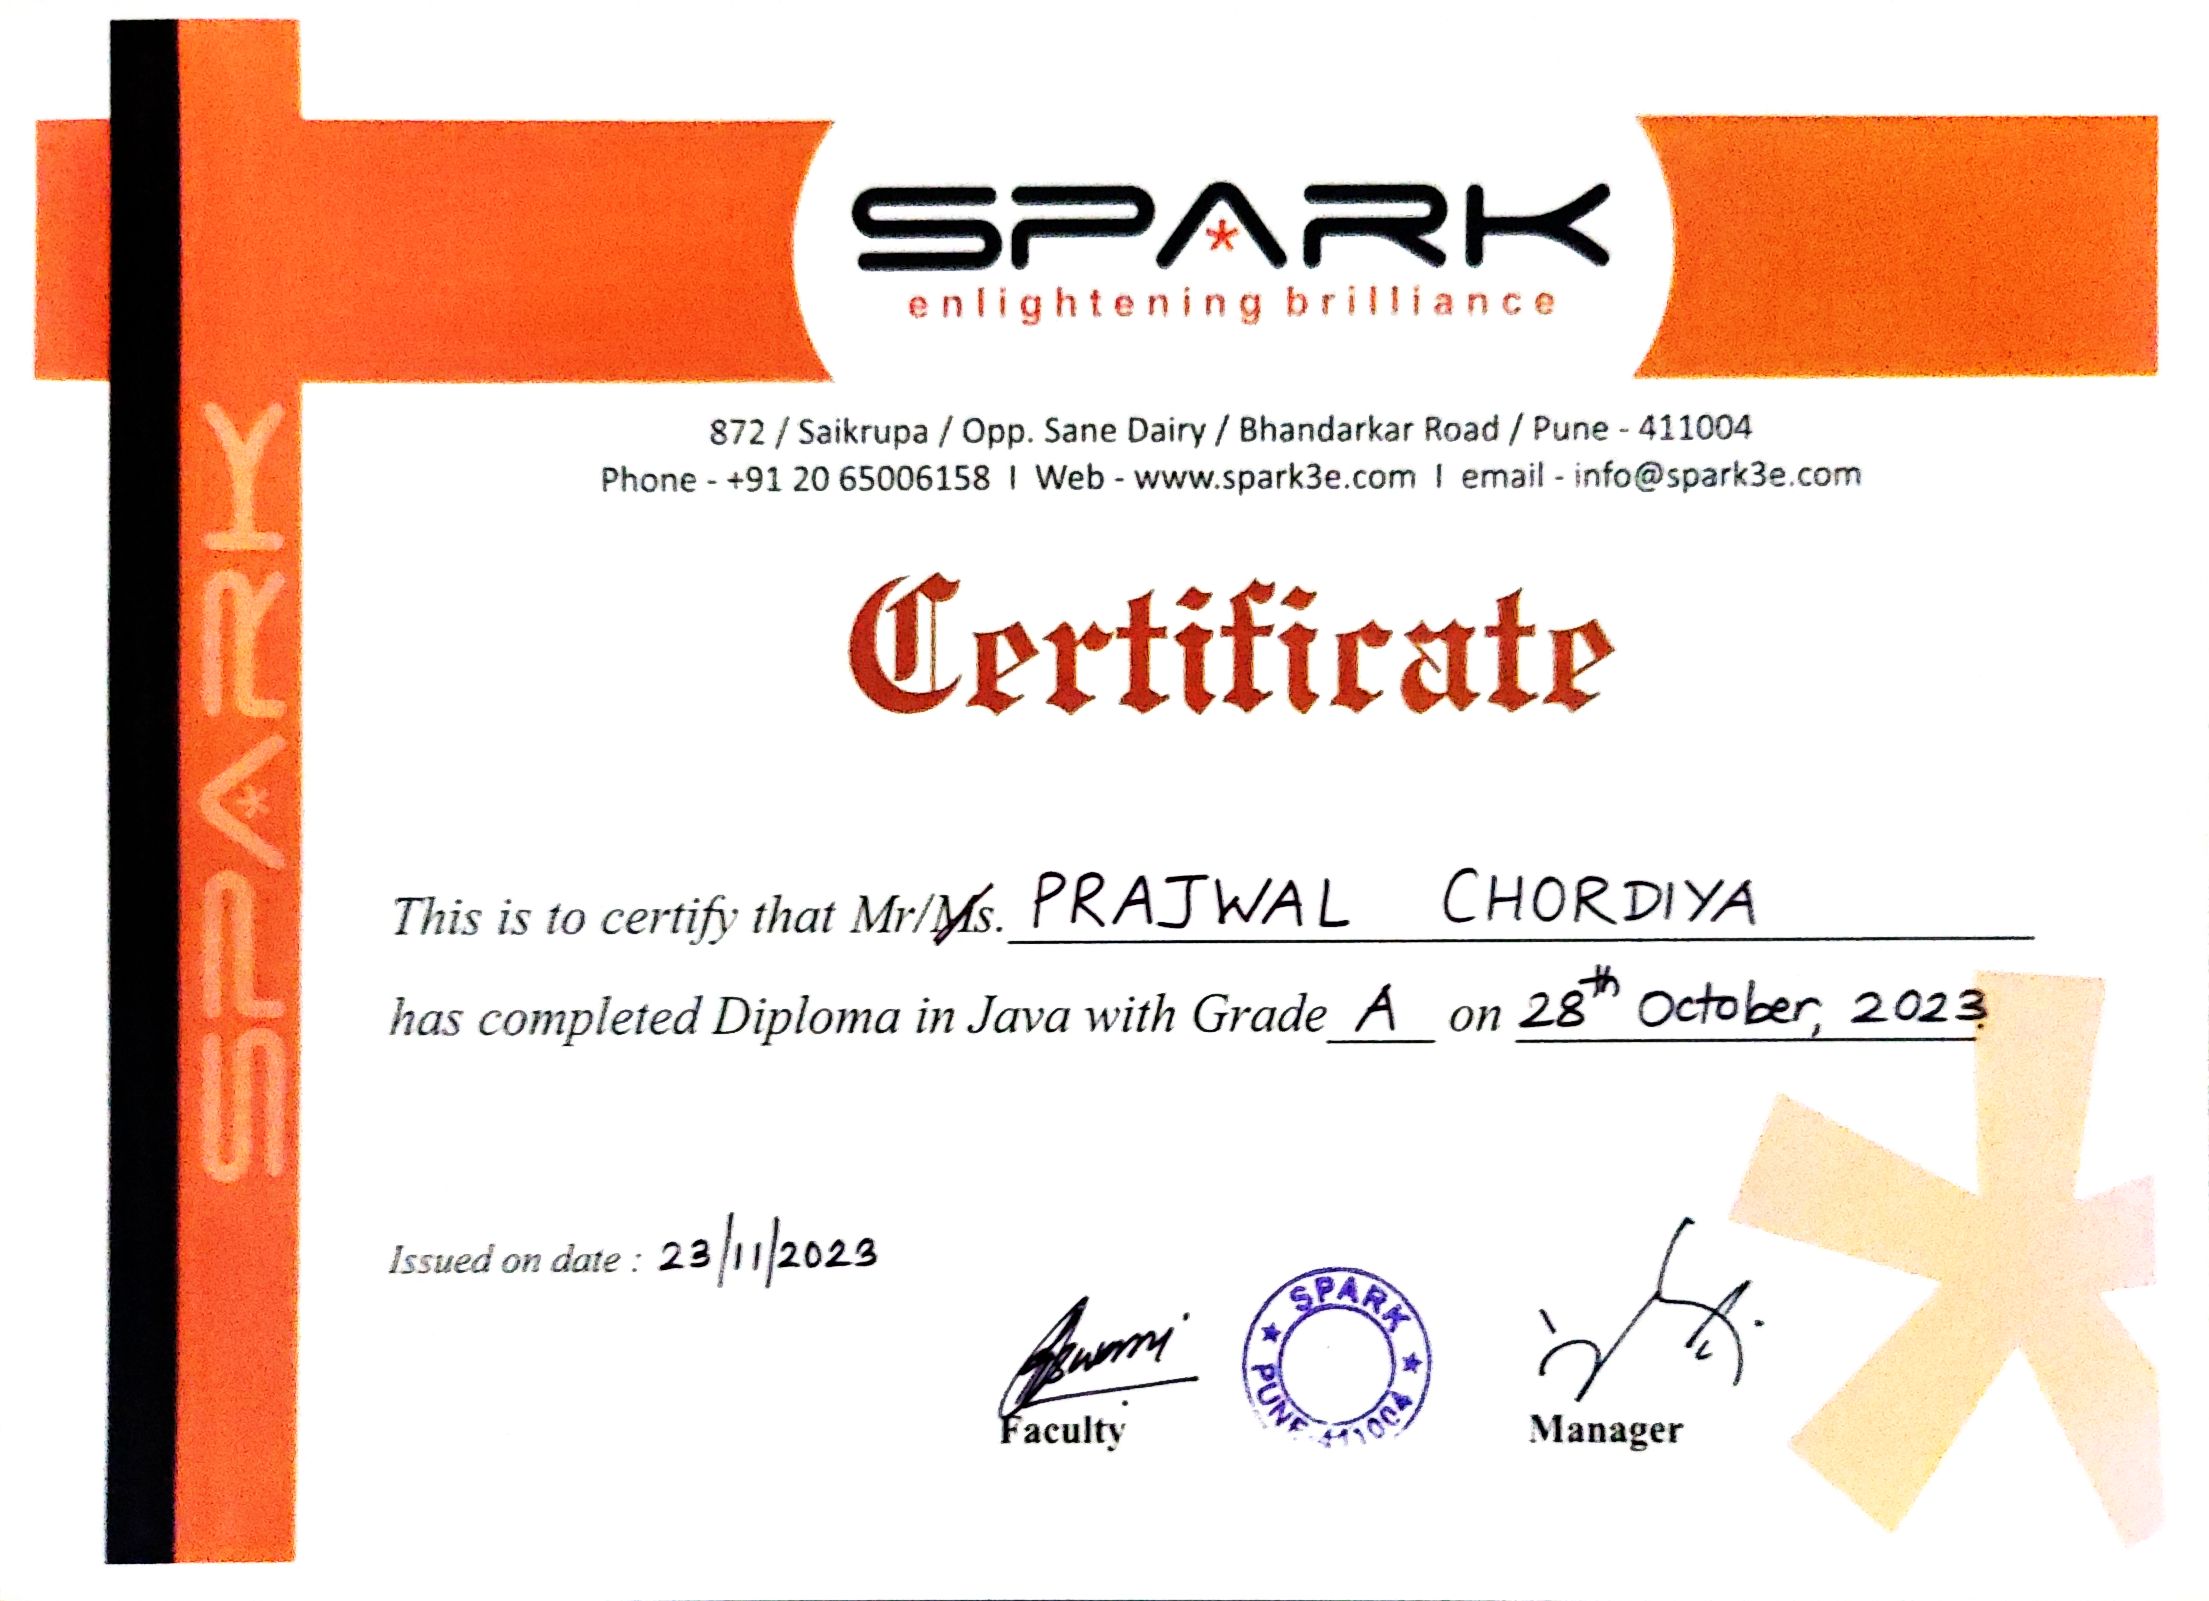 SPARK
enlightening brilliance
872 / Saikrupa / Opp. Sane Dairy / Bhandarkar Road / Pune - 411004
Phone - +91 20 65006158 I Web - www.spark3e.com I email - info@spark3e.com
SPARK
Certificate
This is to certify that Mr/Ms. PRAJWAL CHORDIYA
has completed Diploma in Java with Grade A on 28th October, 2023.
Issued on date : 23/11/2023
SPARK
PUNE 411004
Faculty
Manager